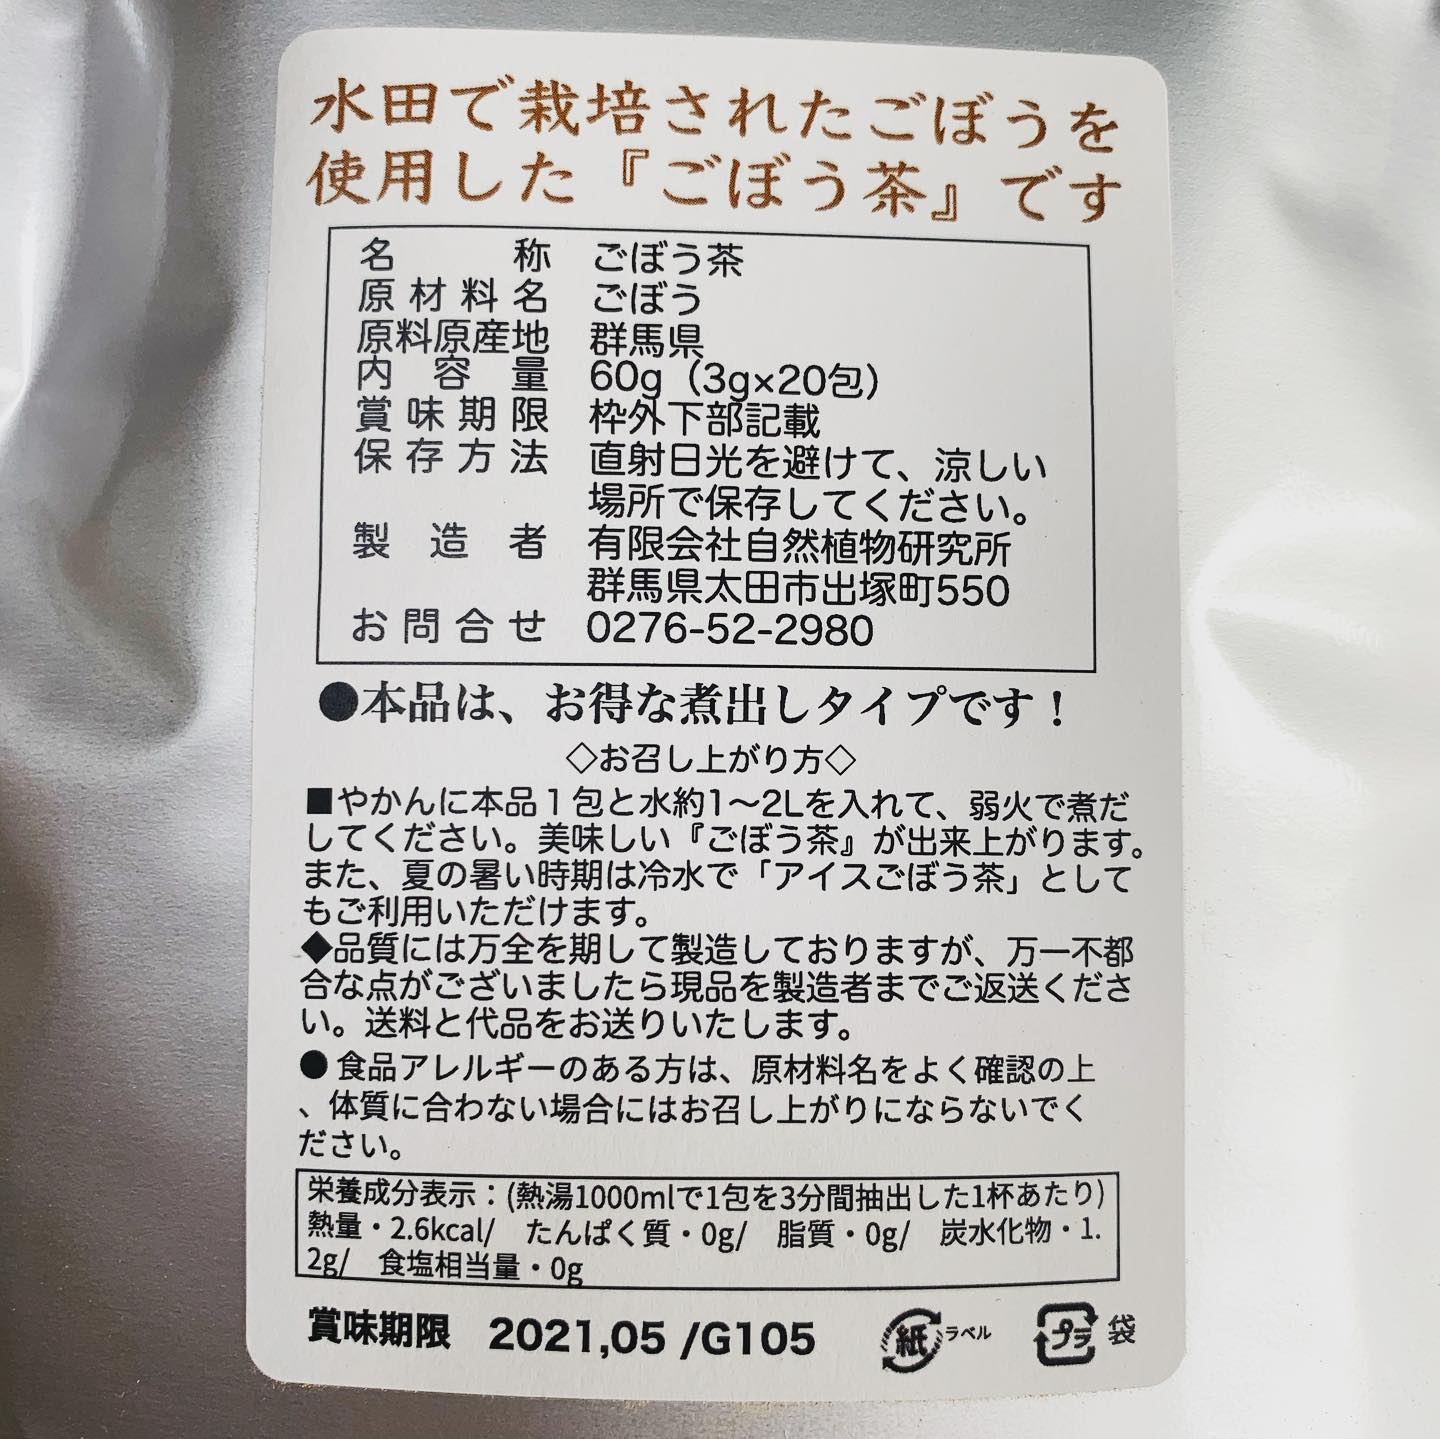 水田で栽培されたごぼうを
使用した『ごぼう茶』です
名称 ごぼう茶
原材料名 ごぼう
原料原産地 群馬県
内容量 60g（3g×20包）
賞味期限 枠外下部記載
保存方法 直射日光を避けて、涼しい
場所で保存してください。
製造者 有限会社自然植物研究所
群馬県太田市出塚町550
お問合せ 0276-52-2980
●本品は、お得な煮出しタイプです！
◇お召し上がり方◇
■やかんに本品１包と水約1〜2Lを入れて、弱火で煮だ
してください。美味しい『ごぼう茶』が出来上がります。
また、夏の暑い時期は冷水で「アイスごぼう茶」として
もご利用いただけます。
◆品質には万全を期して製造しておりますが、万一不都
合な点がございましたら現品を製造者までご返送くださ
い。送料と代品をお送りいたします。
●食品アレルギーのある方は、原材料名をよく確認の上
、体質に合わない場合にはお召し上がりにならないでく
ださい。
栄養成分表示：(熱湯1000mlで1包を3分間抽出した1杯あたり)
熱量・2.6kcal/ たんぱく質・0g/ 脂質・0g/ 炭水化物・1.
2g/ 食塩相当量・0g
賞味期限 2021,05 /G105
紙 ラベル プラ 袋